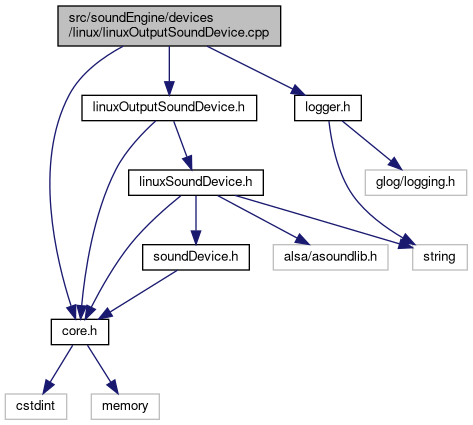 src/soundEngine/devices
/linux/linuxOutputSoundDevice.cpp
linuxOutputSoundDevice.h
logger.h
linuxSoundDevice.h
glog/logging.h
soundDevice.h
alsa/asoundlib.h
string
core.h
cstdint
memory